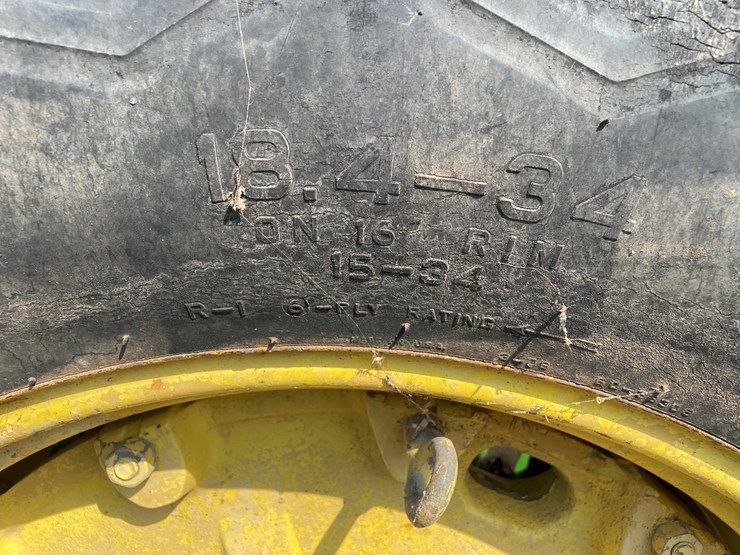 18.4-34
ON 16" RIM
15-34
R-1 6-PLY RATING